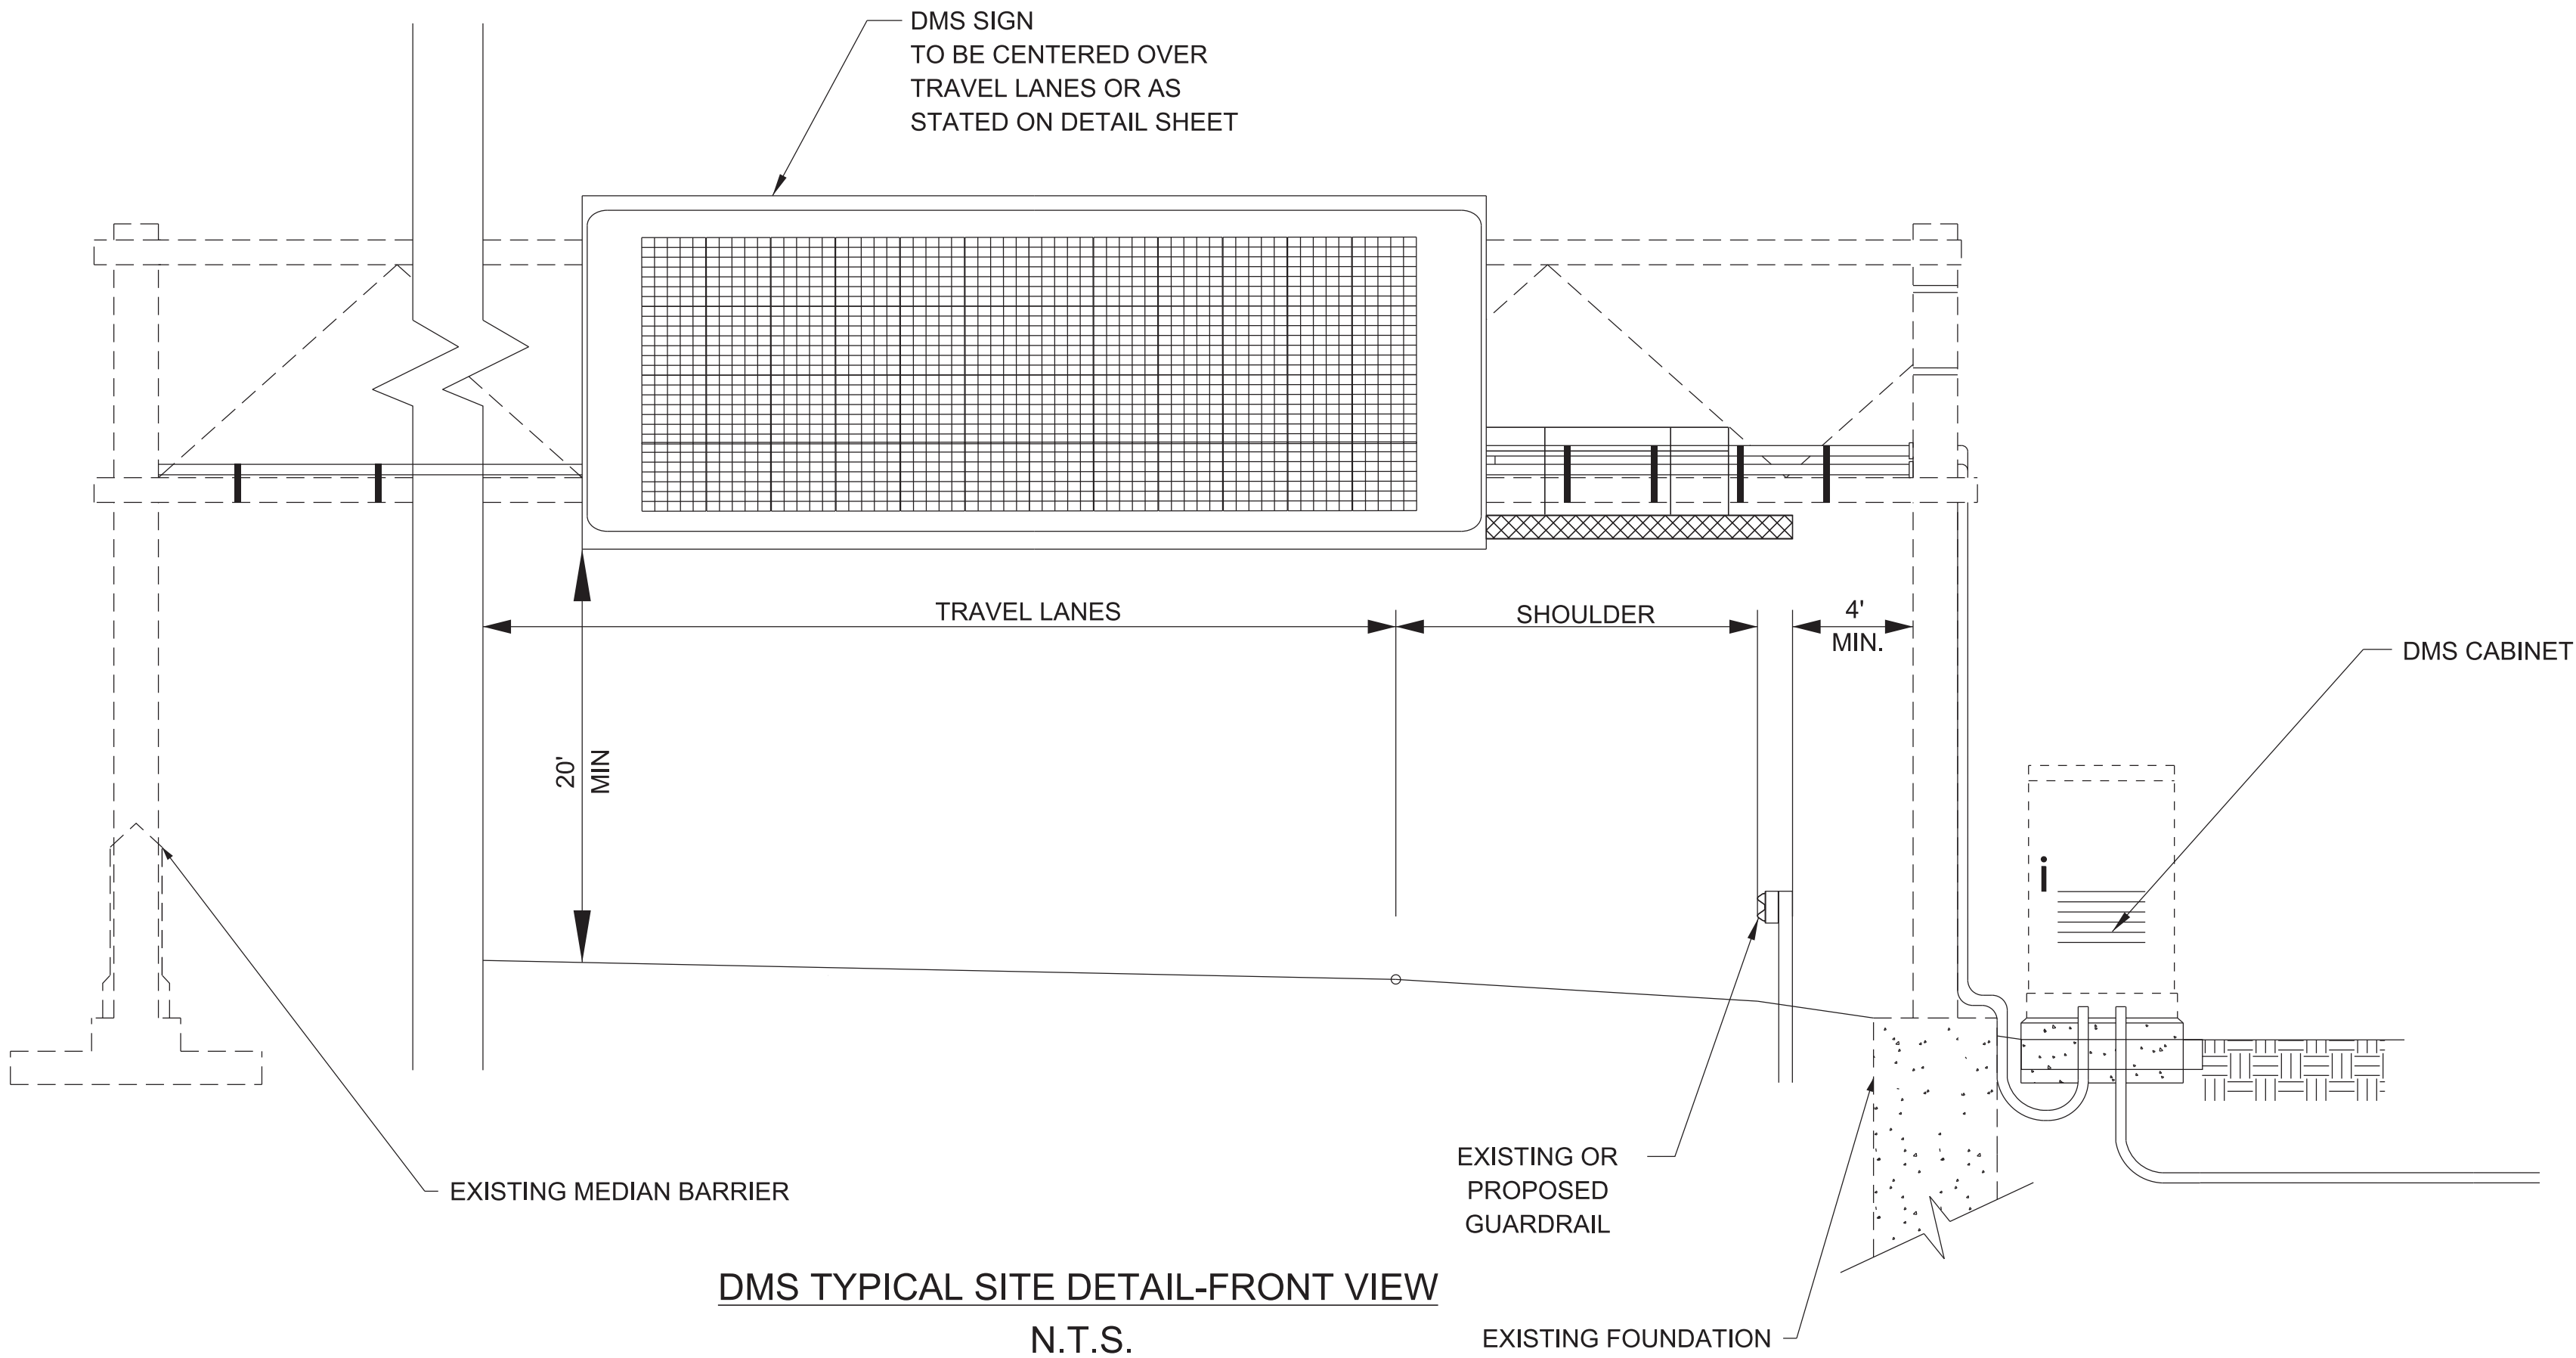 DMS SIGN
TO BE CENTERED OVER
TRAVEL LANES OR AS
STATED ON DETAIL SHEET
TRAVEL LANES
SHOULDER
4'
MIN.
DMS CABINET
20'
MIN
i
EXISTING MEDIAN BARRIER
EXISTING OR
PROPOSED
GUARDRAIL
DMS TYPICAL SITE DETAIL-FRONT VIEW
N.T.S.
EXISTING FOUNDATION